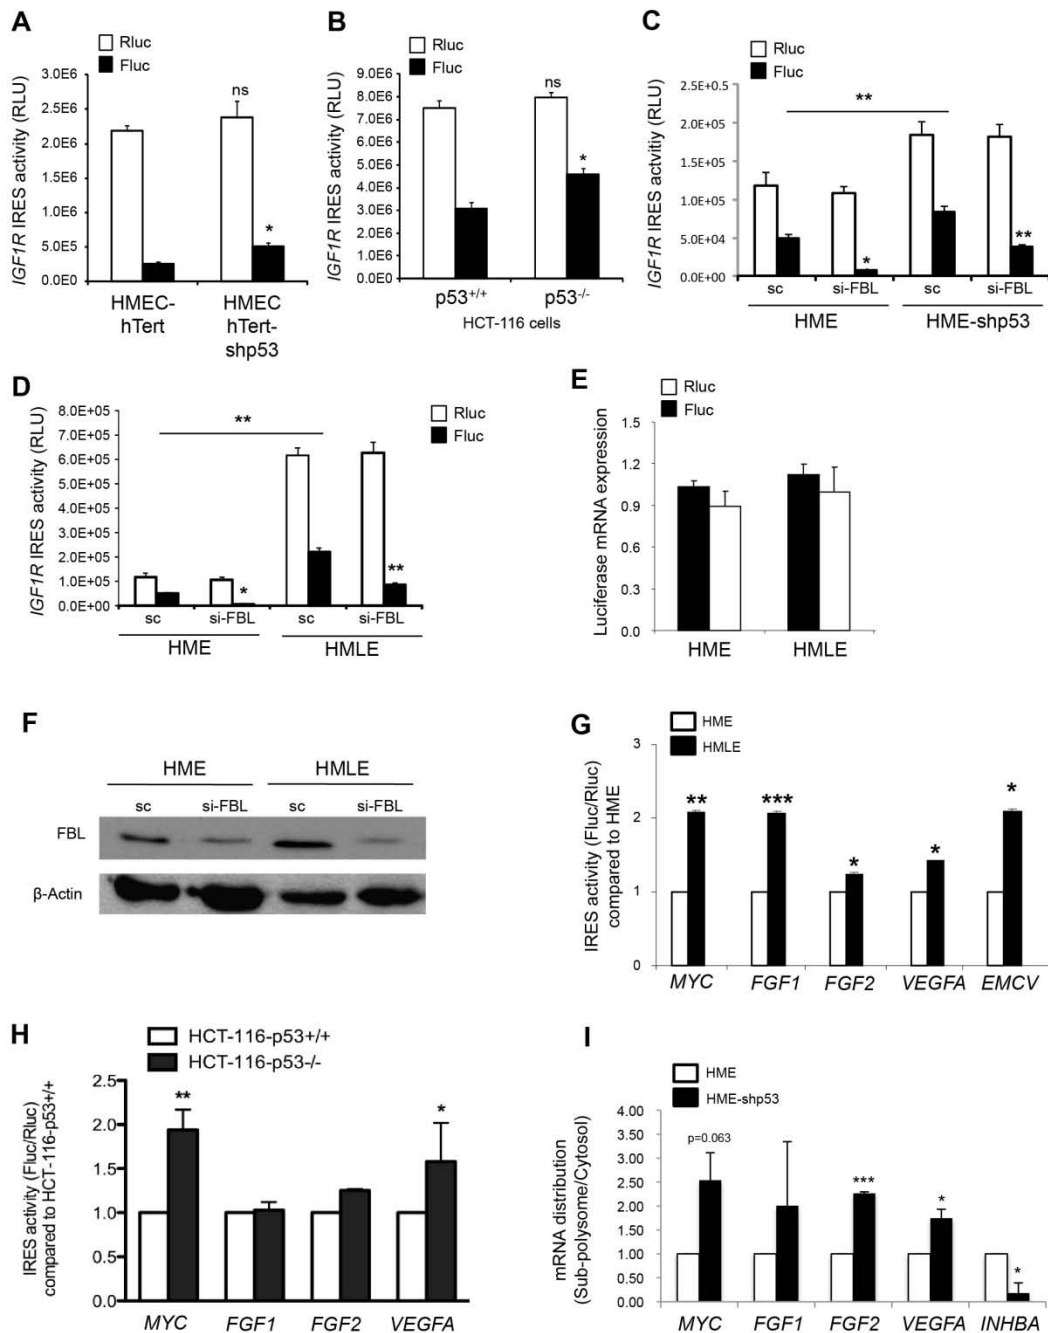 A
Rluc
Fluc
IGF1R IRES activity (RLU)
3.0E6
2.5E6
2.0E6
1.5E6
1.0E6
5.0E5
0.0E0
ns
*
HMEC-
hTert
HMEC
hTert-
shp53
B
Rluc
Fluc
IGF1R IRES activity (RLU)
9.0E6
8.0E6
7.0E6
6.0E6
5.0E6
4.0E6
3.0E6
2.0E6
1.0E6
0.0E0
ns
*
p53+/+
p53-/-
HCT-116 cells
C
Rluc
Fluc
IGF1R IRES activity (RLU)
2.50E+0.5
2.0E+05
1.5E+05
1.0E+05
5.0E+04
0.0E+00
**
*
**
sc
si-FBL
sc
si-FBL
HME
HME-shp53
D
Rluc
Fluc
IGF1R IRES activity (RLU)
8.0E+05
7.0E+05
6.0E+05
5.0E+05
4.0E+05
3.0E+05
2.0E+05
1.0E+05
0.0E+00
**
*
**
sc
si-FBL
sc
si-FBL
HME
HMLE
E
Rluc
Fluc
Luciferase mRNA expression
1.5
1.2
0.9
0.6
0.3
0.0
HME
HMLE
F
HME
HMLE
sc
si-FBL
sc
si-FBL
FBL
β-Actin
G
HME
HMLE
IRES activity (Fluc/Rluc)
compared to HME
3
2
1
0
**
***
*
*
*
MYC
FGF1
FGF2
VEGFA
EMCV
H
HCT-116-p53+/+
HCT-116-p53-/-
IRES activity (Fluc/Rluc)
compared to HCT-116-p53+/+
2.5
2.0
1.5
1.0
0.5
0.0
**
*
MYC
FGF1
FGF2
VEGFA
I
HME
HME-shp53
mRNA distribution
(Sub-polysome/Cytosol)
4.00
3.50
3.00
2.50
2.00
1.50
1.00
0.50
0.00
p=0.063
***
*
*
MYC
FGF1
FGF2
VEGFA
INHBA